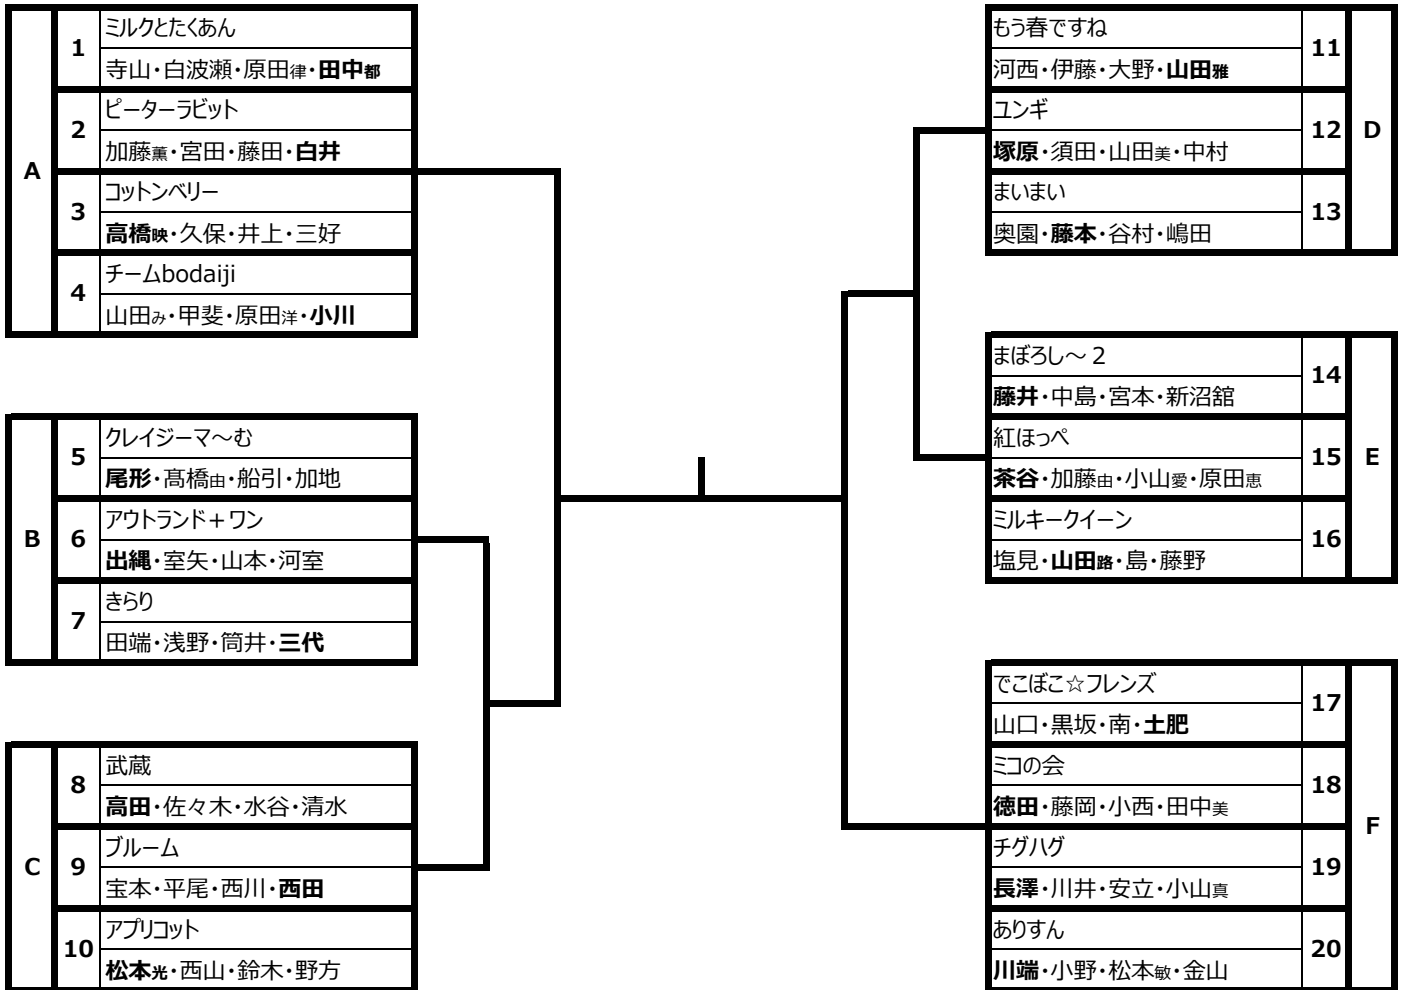 A
1
ミルクとたくあん
寺山・白波瀬・原田律・田中都
2
ピーターラビット
加藤薫・宮田・藤田・白井
3
コットンベリー
高橋映・久保・井上・三好
4
チームbodaiji
山田み・甲斐・原田洋・小川
B
5
クレイジーマ～む
尾形・髙橋由・船引・加地
6
アウトランド＋ワン
出縄・室矢・山本・河室
7
きらり
田端・浅野・筒井・三代
C
8
武蔵
高田・佐々木・水谷・清水
9
ブルーム
宝本・平尾・西川・西田
10
アプリコット
松本光・西山・鈴木・野方
D
11
もう春ですね
河西・伊藤・大野・山田雅
12
ユンギ
塚原・須田・山田美・中村
13
まいまい
奥園・藤本・谷村・嶋田
E
14
まぼろし～２
藤井・中島・宮本・新沼舘
15
紅ほっぺ
茶谷・加藤由・小山愛・原田恵
16
ミルキークイーン
塩見・山田路・島・藤野
F
17
でこぼこ☆フレンズ
山口・黒坂・南・土肥
18
ミコの会
徳田・藤岡・小西・田中美
19
チグハグ
長澤・川井・安立・小山真
20
ありすん
川端・小野・松本敏・金山